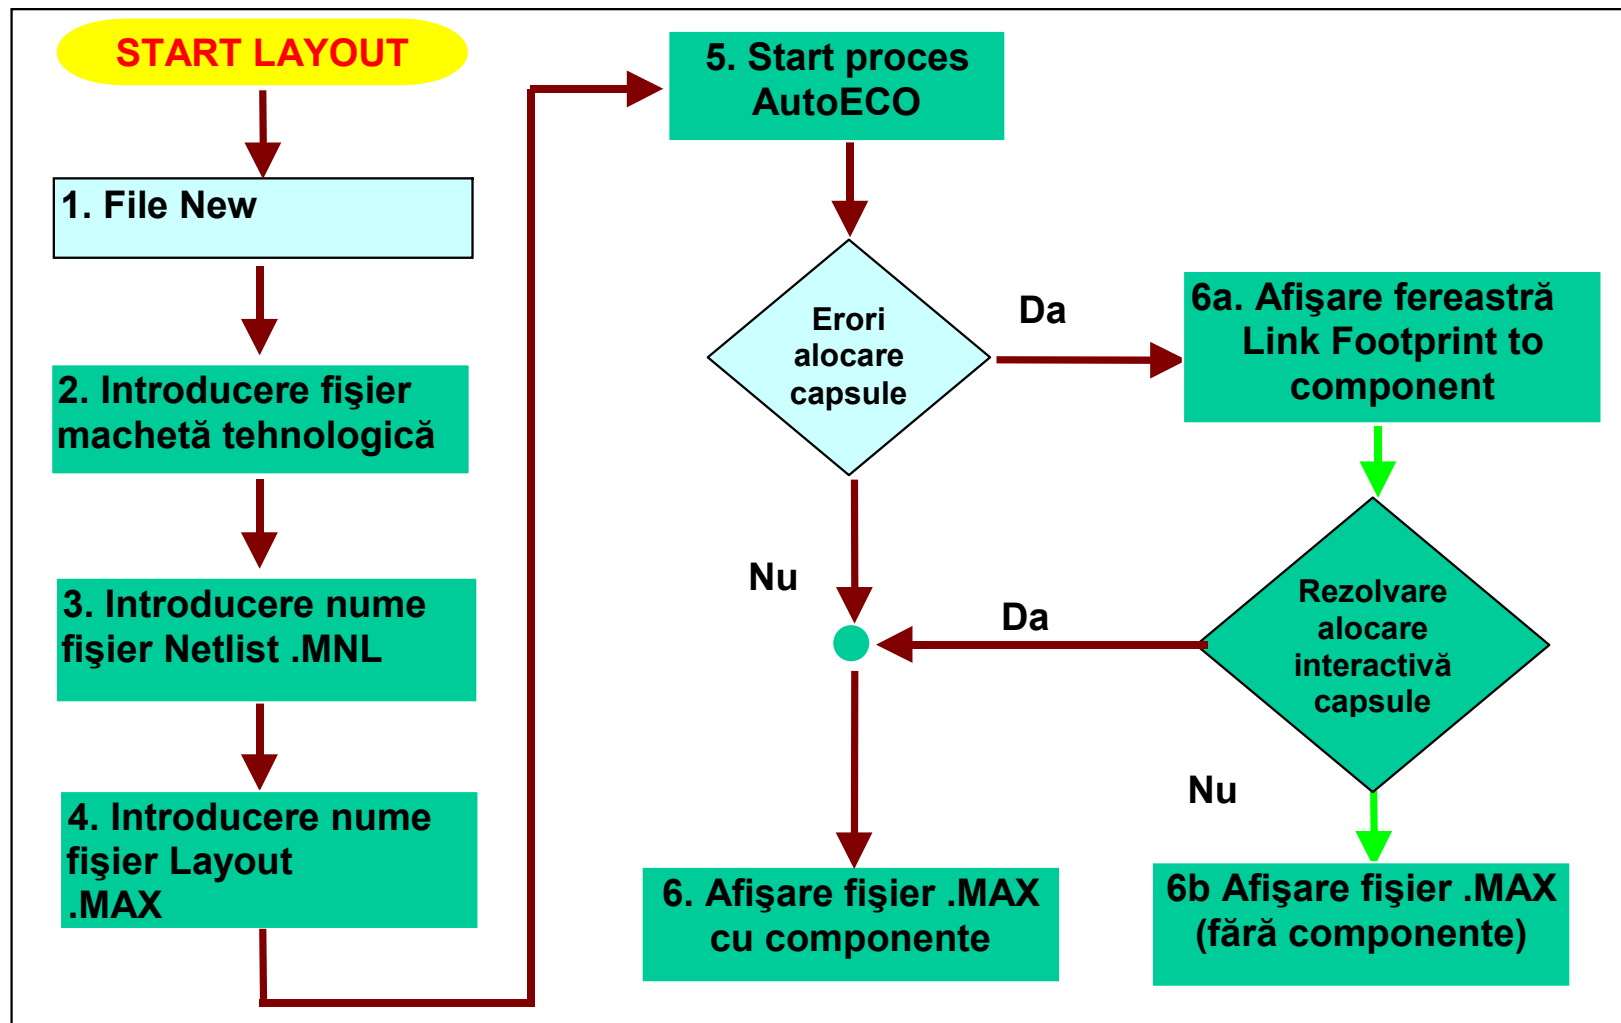 START LAYOUT
1. File New
2. Introducere fişier
machetă tehnologică
3. Introducere nume
fişier Netlist .MNL
4. Introducere nume
fişier Layout
.MAX
5. Start proces
AutoECO
Erori
alocare
capsule
Da
6a. Afişare fereastră
Link Footprint to
component
Nu
Da
Rezolvare
alocare
interactivă
capsule
Nu
6. Afişare fişier .MAX
cu componente
6b Afişare fişier .MAX
(fără componente)